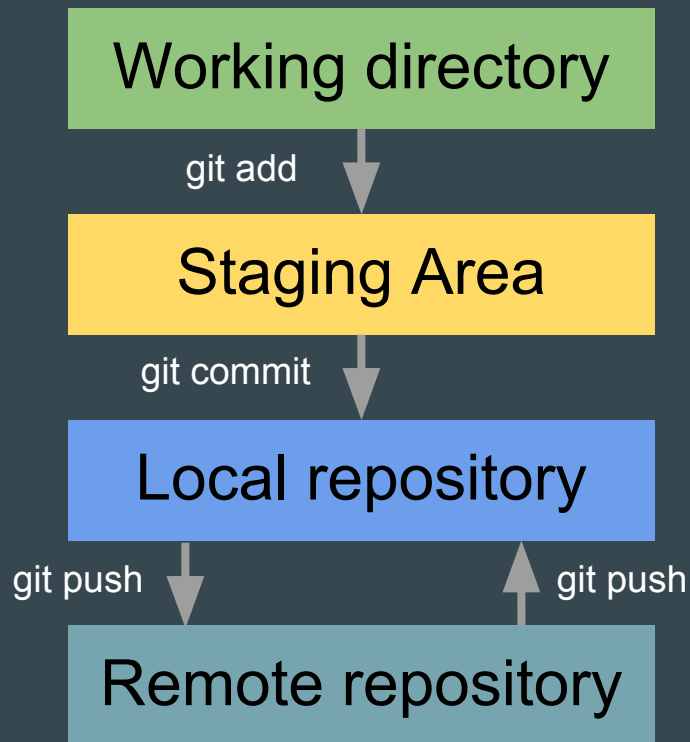 Working directory
git add
Staging Area
git commit
Local repository
git push
git push
Remote repository